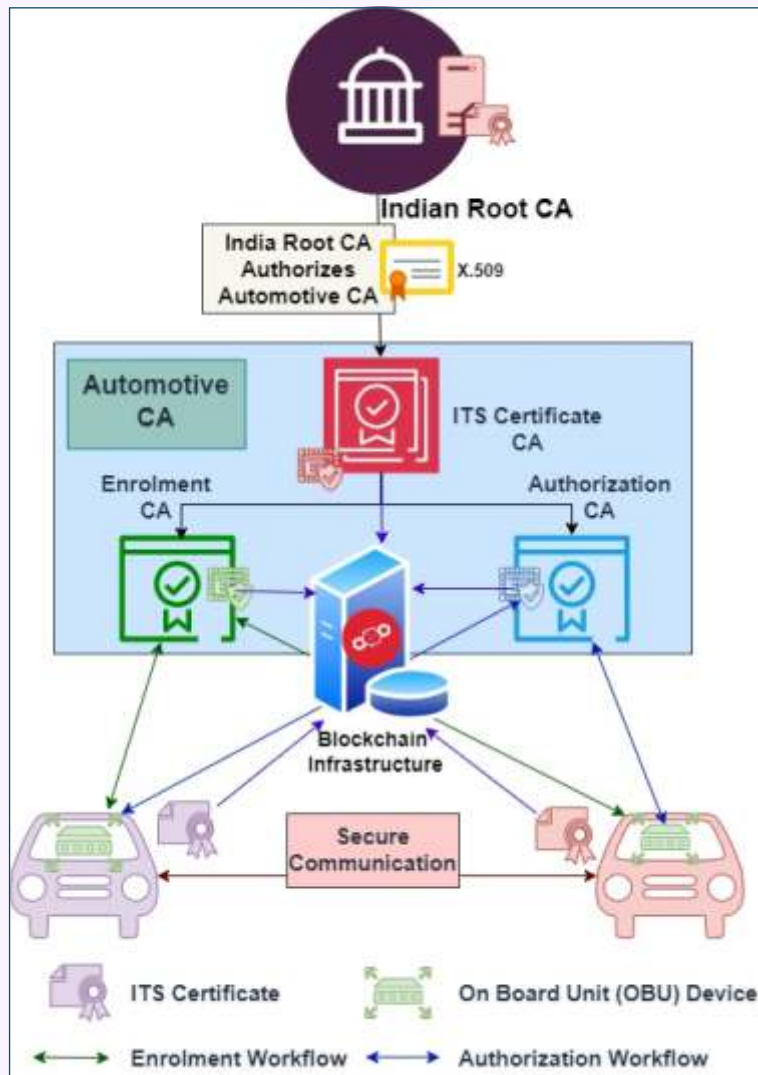 Indian Root CA
India Root CA
Authorizes
Automotive CA
X.509
Automotive
CA
ITS Certificate
CA
Enrolment
CA
Authorization
CA
Blockchain
Infrastructure
Secure
Communication
ITS Certificate
On Board Unit (OBU) Device
Enrolment Workflow
Authorization Workflow